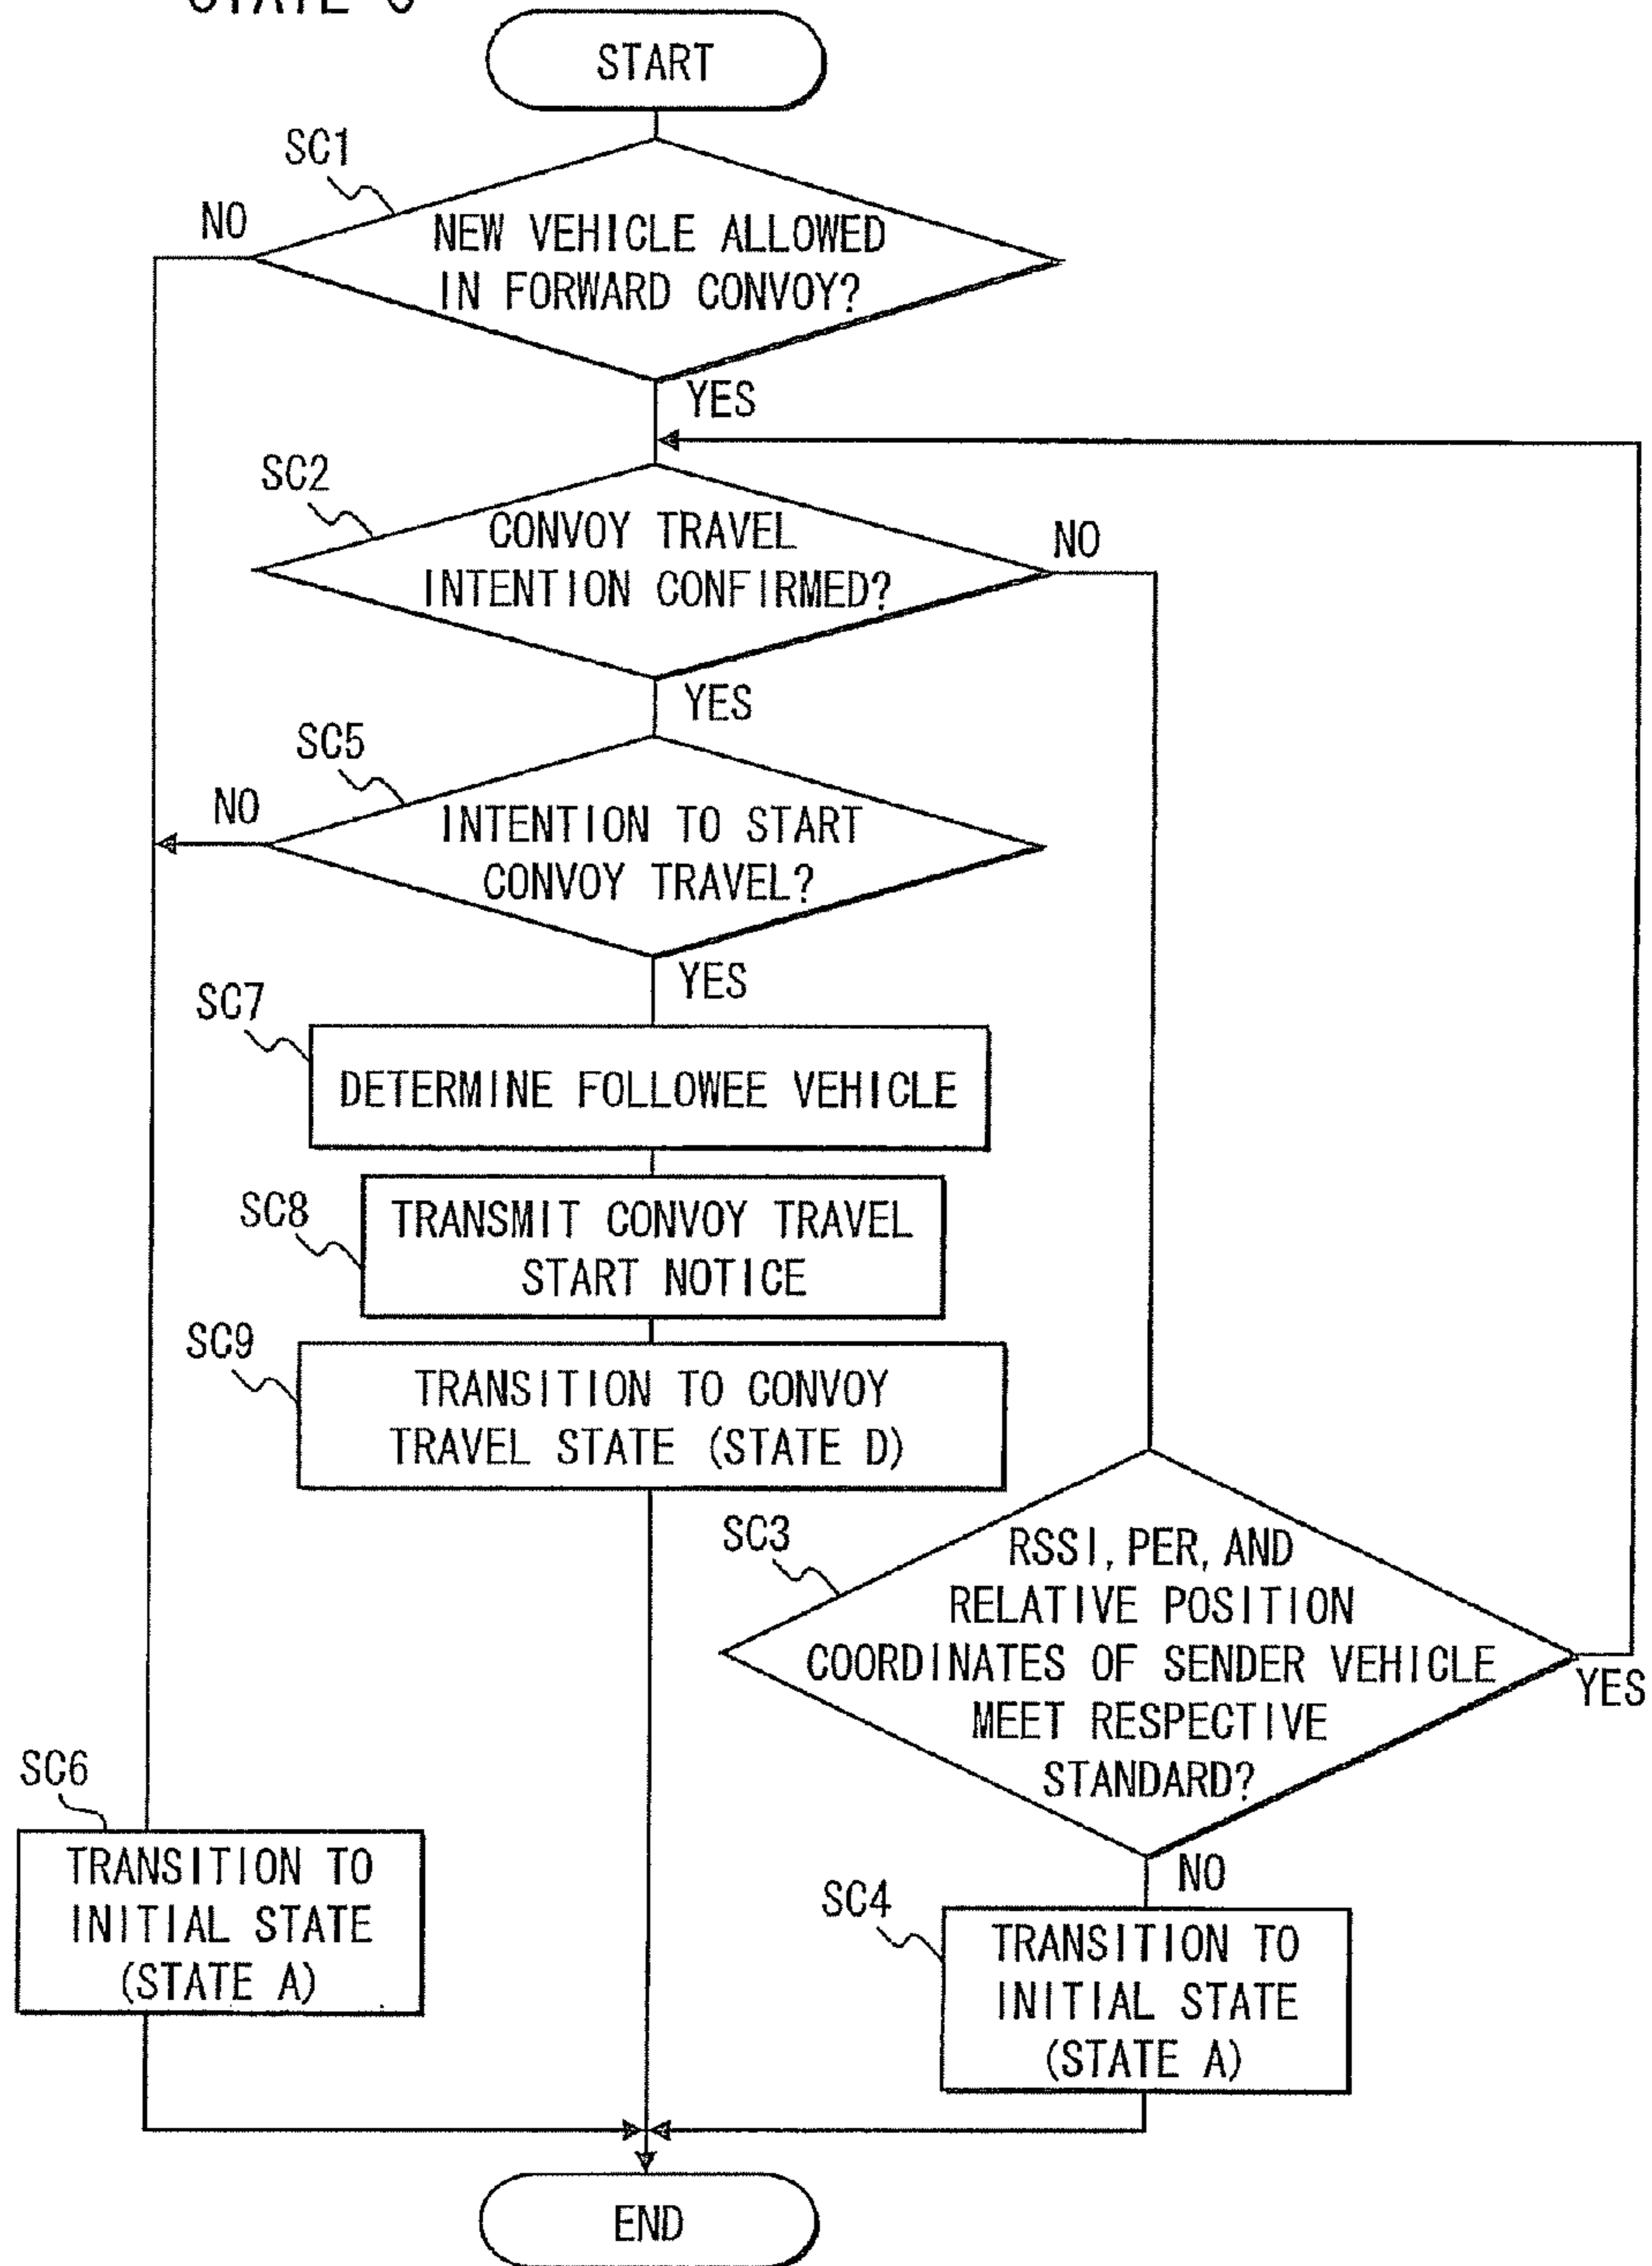 START
SC1
NO
NEW VEHICLE ALLOWED
IN FORWARD CONVOY?
YES
SC2
CONVOY TRAVEL
INTENTION CONFIRMED?
NO
YES
SC5
NO
INTENTION TO START
CONVOY TRAVEL?
YES
SC7
DETERMINE FOLLOWEE VEHICLE
SC8
TRANSMIT CONVOY TRAVEL
START NOTICE
SC9
TRANSITION TO CONVOY
TRAVEL STATE (STATE D)
SC3
RSSI, PER, AND
RELATIVE POSITION
COORDINATES OF SENDER VEHICLE
MEET RESPECTIVE
STANDARD?
YES
NO
SC6
TRANSITION TO
INITIAL STATE
(STATE A)
SC4
TRANSITION TO
INITIAL STATE
(STATE A)
END